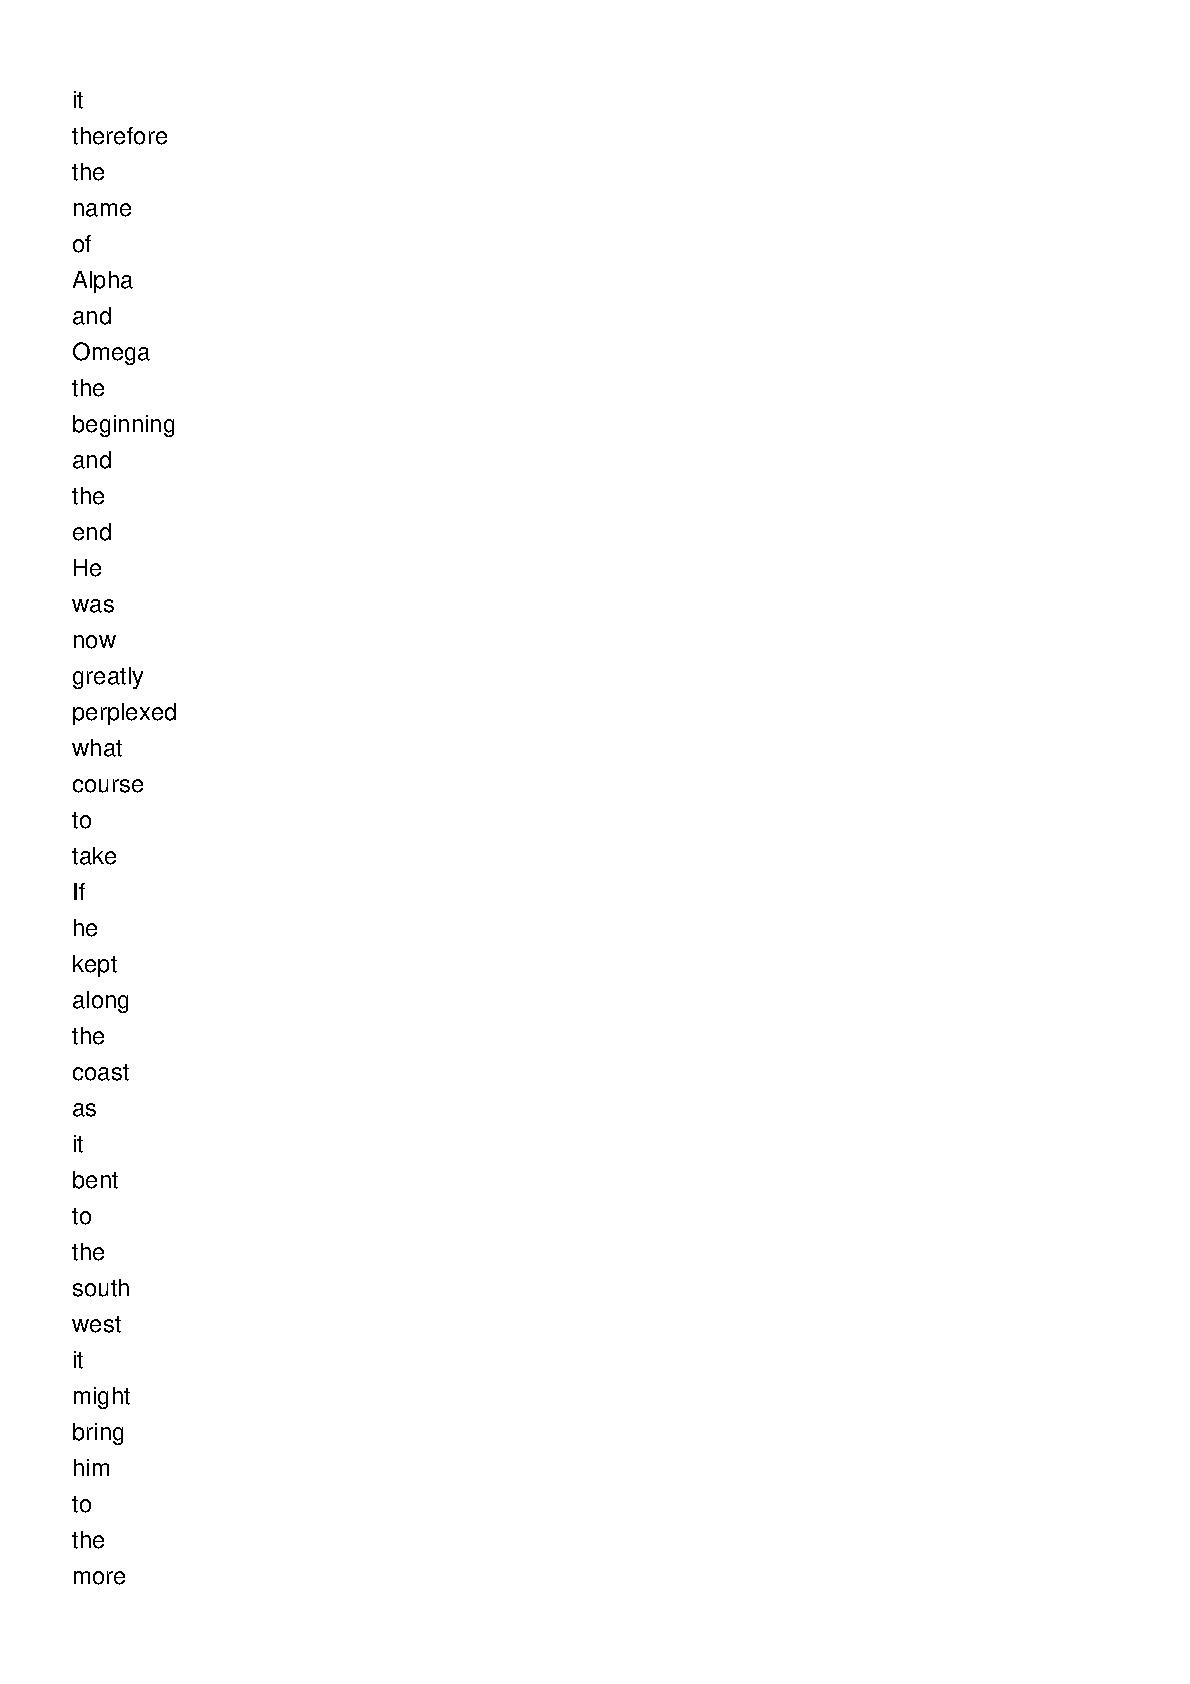 it
therefore
the
name
of
Alpha
and
Omega
the
beginning
and
the
end
He
was
now
greatly
perplexed
what
course
to
take
If
he
kept
along
the
coast
as
it
bent
to
the
south
west
it
might
bring
him
to
the
more